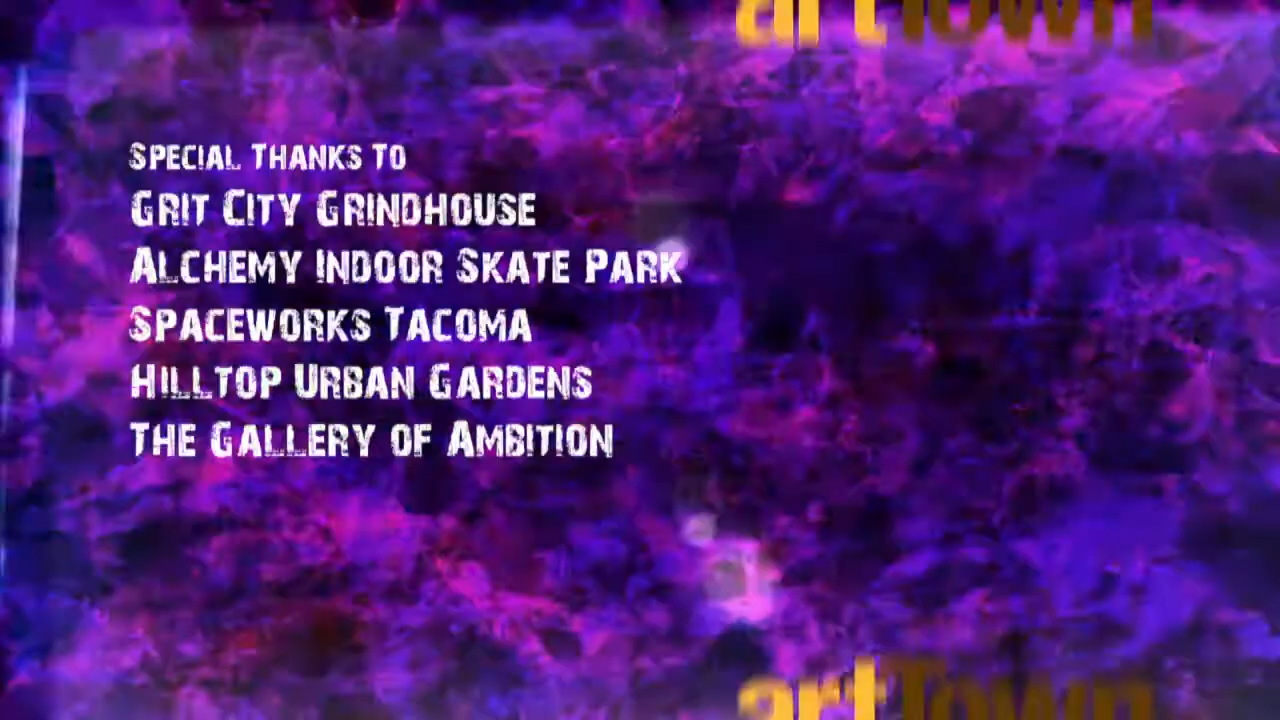 artTown
Special Thanks To
Grit City Grindhouse
Alchemy Indoor Skate Park
Spaceworks Tacoma
Hilltop Urban Gardens
The Gallery of Ambition
artTown